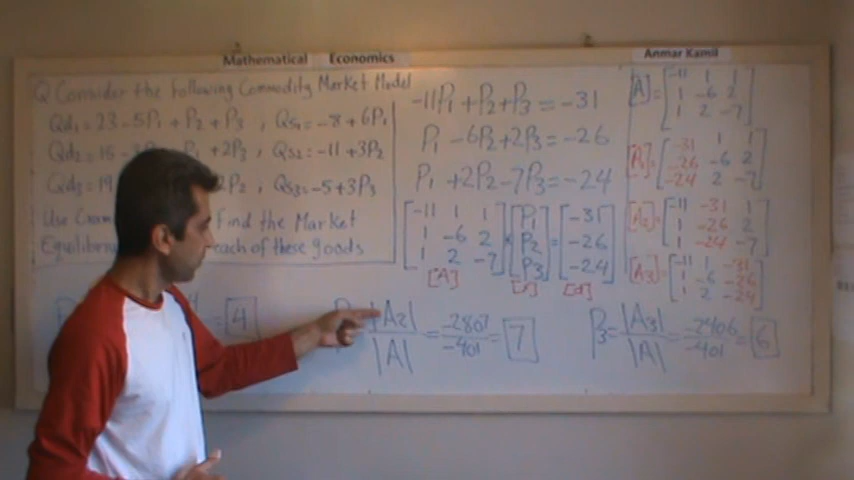 Mathematical Economics
Anmar Kamil
Q Consider the Following Commodity Market Model
Qd1 = 23 - 5P1 + P2 + P3 , Qs1 = -8 + 6P1
Qd2 = 15 - 3P P1 + 2P3 , Qs2 = -11 + 3P2
Qd3 = 19 2P2 , Qs3 = -5 + 3P3
Use Find the Market
each of these goods
-11P1 + P2 + P3 = -31
P1 - 6P2 + 2P3 = -26
P1 + 2P2 - 7P3 = -24
[-11 1 1] [P1] = [-31]
[1 -6 2] [P2] [-26]
[1 2 -7] [P3] [-24]
[A] [d]
[A] = [-11 1 1]
[1 -6 2]
[1 2 -7]
[A1] = [-31 1 1]
[-26 -6 2]
[-24 2 -7]
[A2] = [-11 -31 1]
[1 -26 2]
[1 -24 -7]
[A3] = [-11 1 -31]
[1 -6 -26]
[1 2 -24]
= 4
|A2| / |A| = -2807 / -401 = 7
P3 = |A3| / |A| = -2406 / -401 = 6